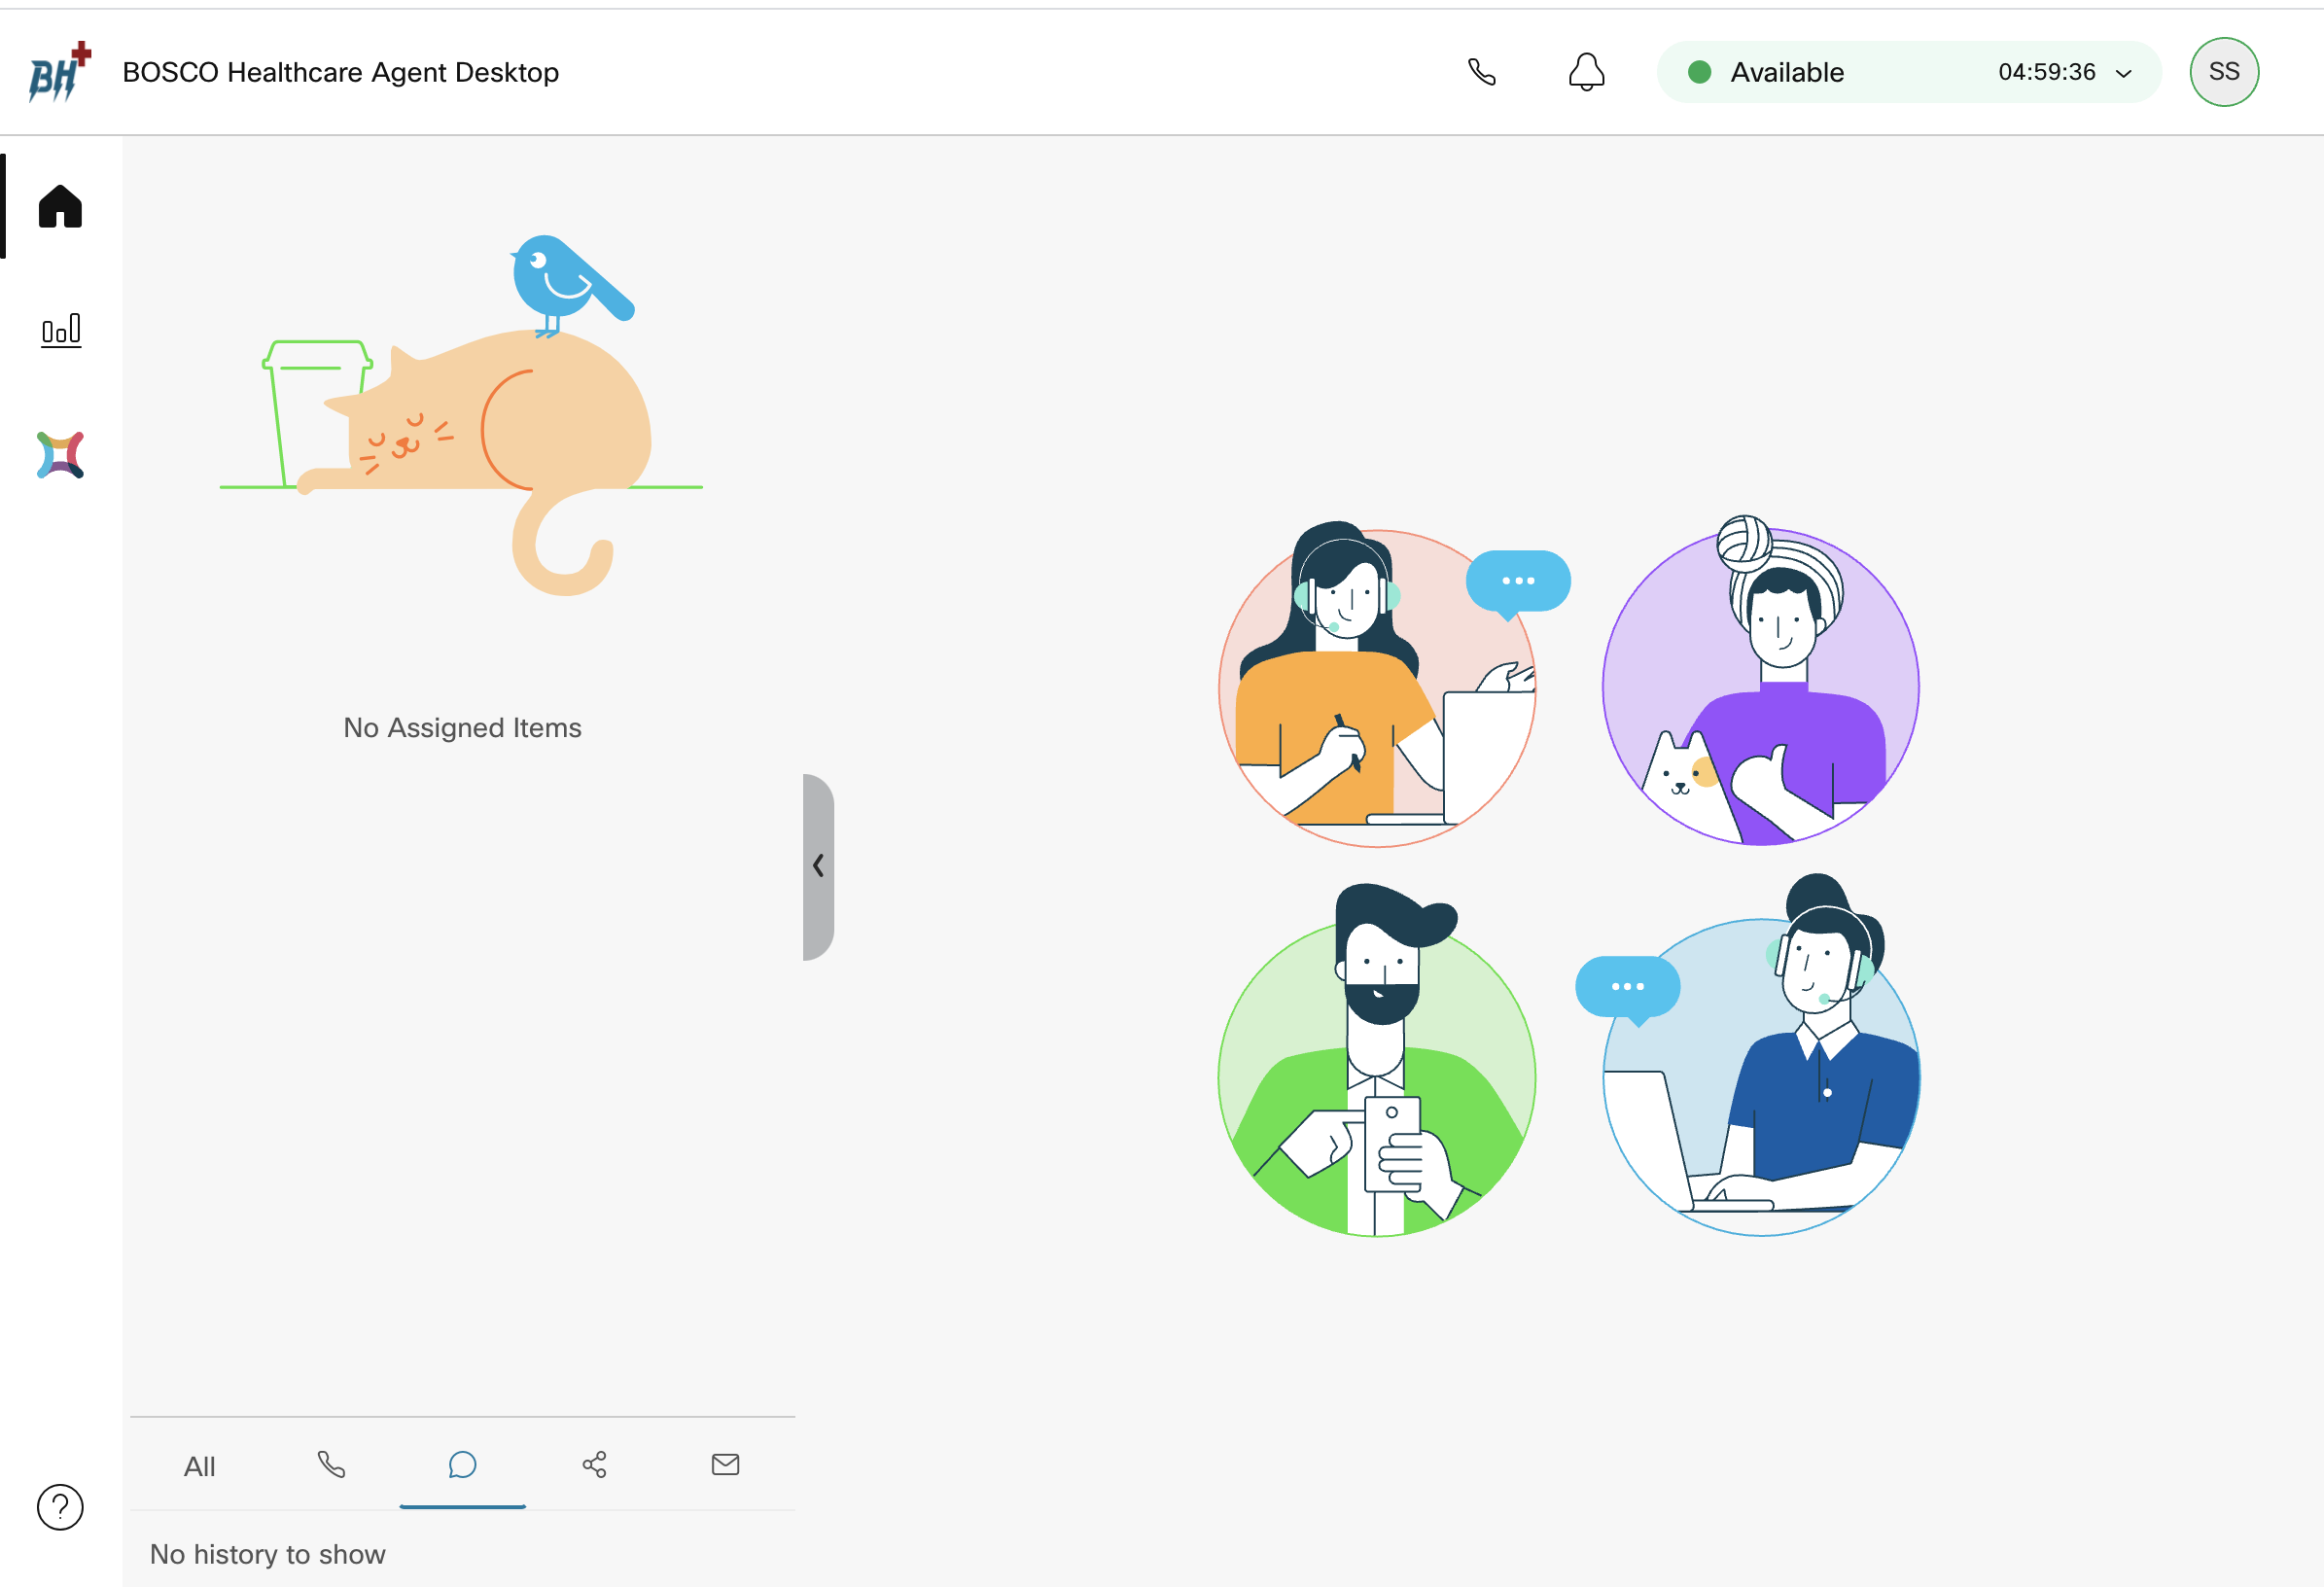 BH
BOSCO Healthcare Agent Desktop
Available
04:59:36
SS
No Assigned Items
All
?
No history to show